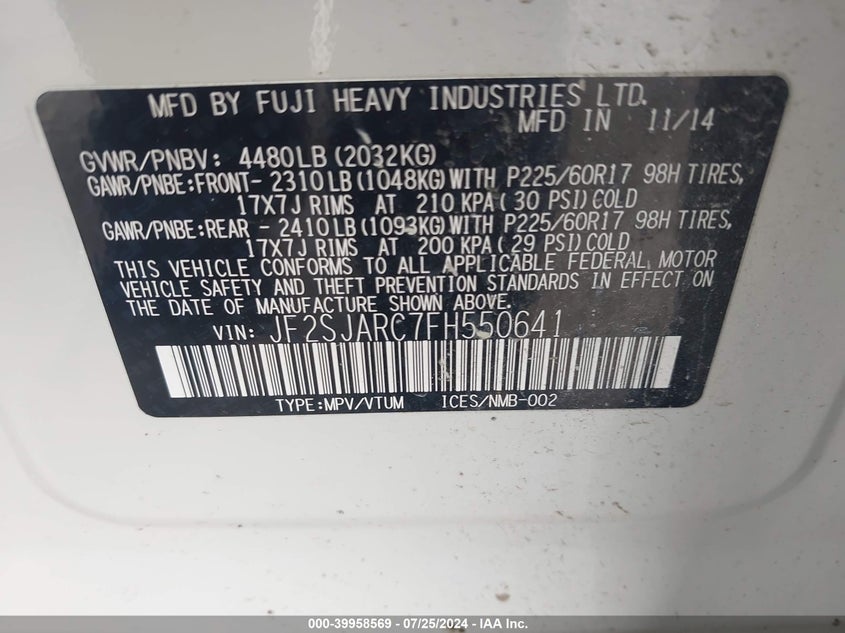 MFD BY FUJI HEAVY INDUSTRIES LTD.
MFD IN 11/14
GVWR/PNBV: 4480LB(2032KG)
GAWR/PNBE:FRONT- 2310LB(1048KG)WITH P225/60R17 98H TIRES,
17X7J RIMS AT 210 KPA(30 PSI)COLD
GAWR/PNBE:REAR - 2410LB(1093KG)WITH P225/60R17 98H TIRES,
17X7J RIMS AT 200 KPA(29 PSI)COLD
THIS VEHICLE CONFORMS TO ALL APPLICABLE FEDERAL MOTOR
VEHICLE SAFETY AND THEFT PREVENTION STANDARDS IN EFFECT ON
THE DATE OF MANUFACTURE SHOWN ABOVE.
VIN: JF2SJARC7FH550641
TYPE:MPV/VTUM ICES/NMB-002
000-39958569 - 07/25/2024 - IAA Inc.